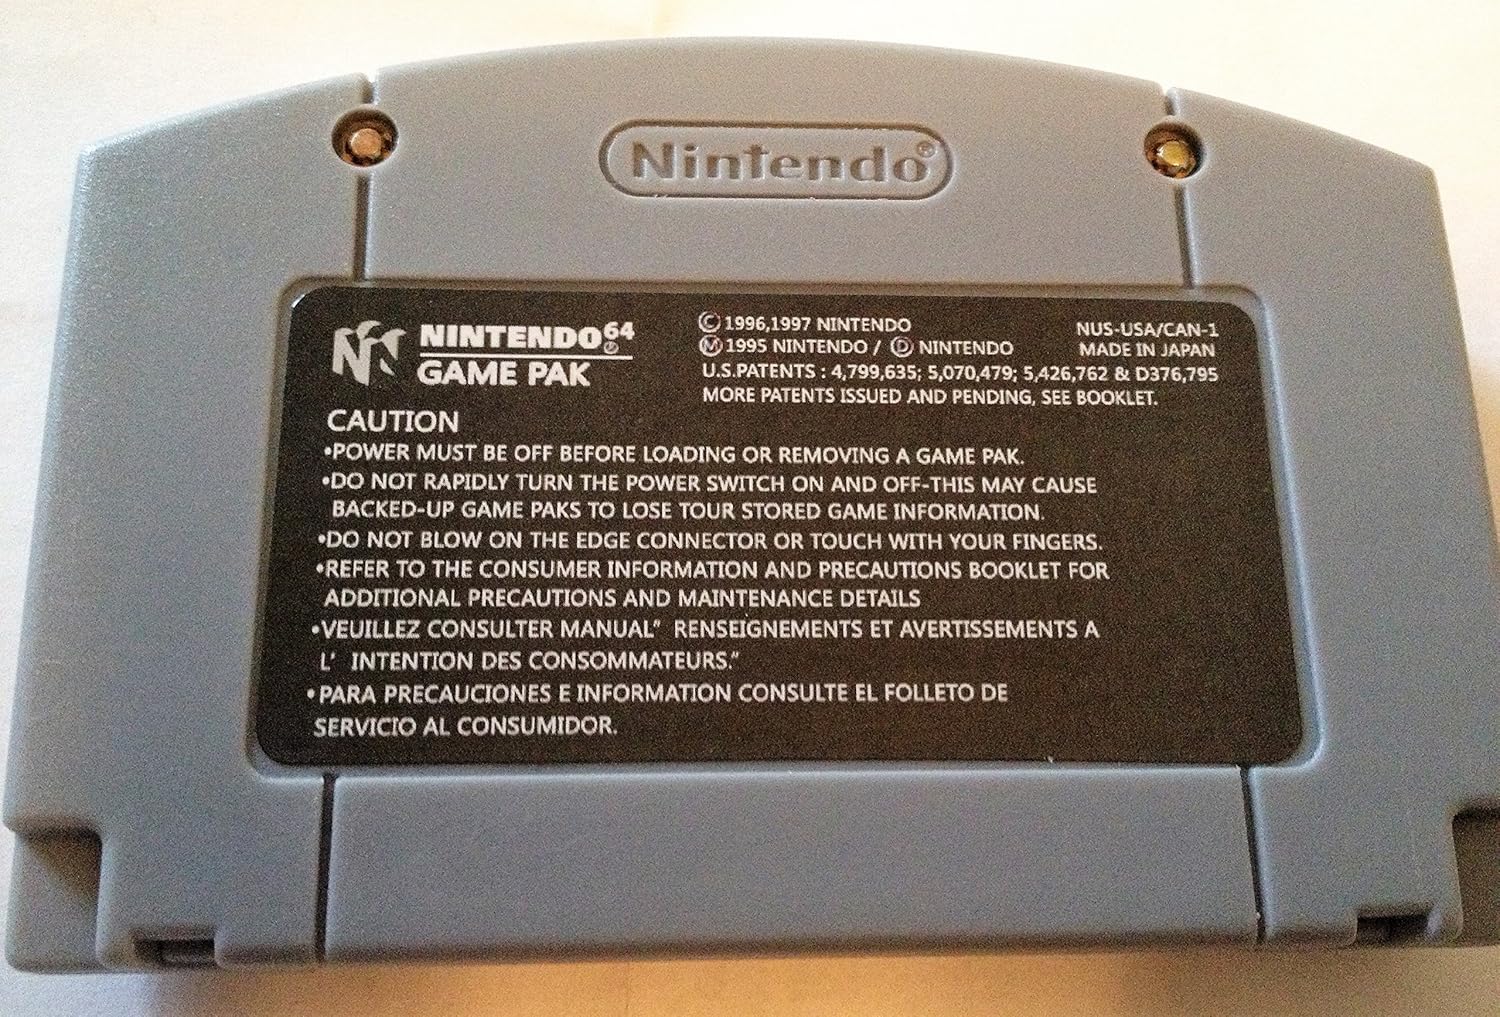 Nintendo®
NINTENDO 64
GAME PAK
© 1996,1997 NINTENDO
Ⓜ 1995 NINTENDO / Ⓓ NINTENDO
NUS-USA/CAN-1
MADE IN JAPAN
U.S.PATENTS : 4,799,635; 5,070,479; 5,426,762 & D376,795
MORE PATENTS ISSUED AND PENDING, SEE BOOKLET.
CAUTION
•POWER MUST BE OFF BEFORE LOADING OR REMOVING A GAME PAK.
•DO NOT RAPIDLY TURN THE POWER SWITCH ON AND OFF-THIS MAY CAUSE
BACKED-UP GAME PAKS TO LOSE TOUR STORED GAME INFORMATION.
•DO NOT BLOW ON THE EDGE CONNECTOR OR TOUCH WITH YOUR FINGERS.
•REFER TO THE CONSUMER INFORMATION AND PRECAUTIONS BOOKLET FOR
ADDITIONAL PRECAUTIONS AND MAINTENANCE DETAILS
•VEUILLEZ CONSULTER MANUAL" RENSEIGNEMENTS ET AVERTISSEMENTS A
L' INTENTION DES CONSOMMATEURS."
•PARA PRECAUCIONES E INFORMATION CONSULTE EL FOLLETO DE
SERVICIO AL CONSUMIDOR.